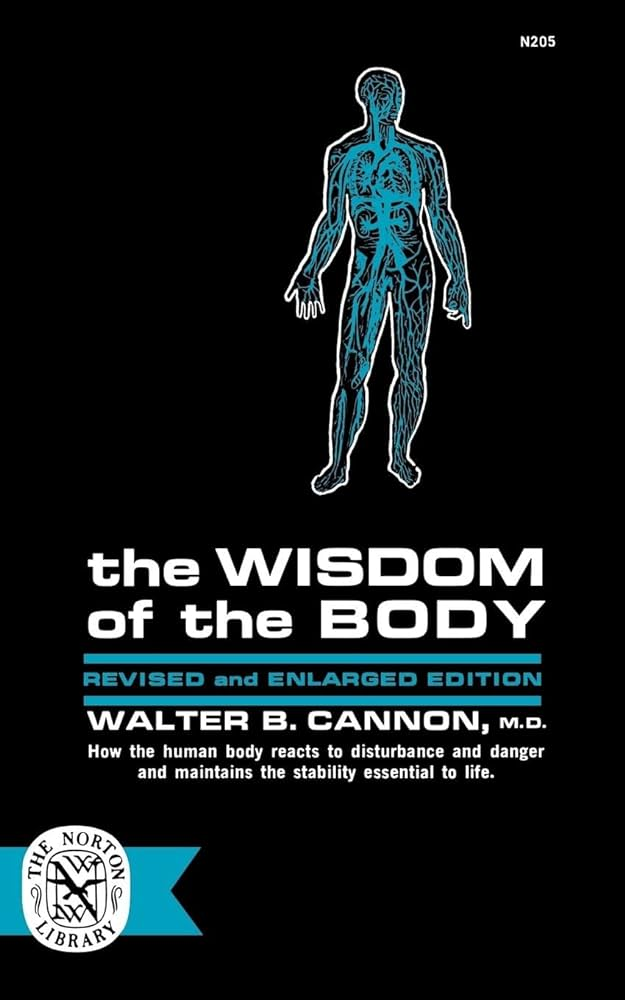 N205
the WISDOM
of the BODY
REVISED and ENLARGED EDITION
WALTER B. CANNON, M.D.
How the human body reacts to disturbance and danger
and maintains the stability essential to life.
THE NORTON
W
WN
LIBRARY